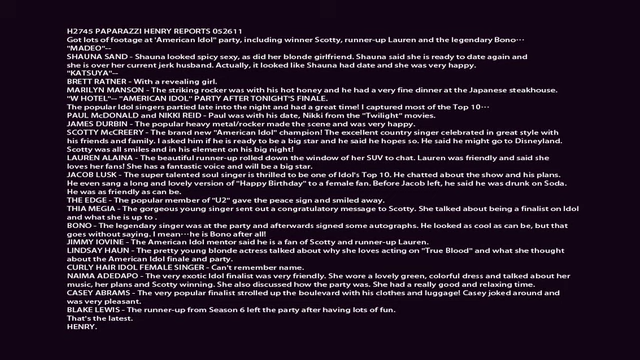 H2745 PAPARAZZI HENRY REPORTS 052611
Got lots of footage at 'American Idol" party, including winner Scotty, runner-up Lauren and the legendary Bono···
"MADEO"--
SHAUNA SAND - Shauna looked spicy sexy, as did her blonde girlfriend. Shauna said she is ready to date again and
she is over her current jerk husband. Actually, it looked like Shauna had date and she was very happy.
"KATSUYA"--
BRETT RATNER - With a revealing girl.
MARILYN MANSON - The striking rocker was with his hot honey and he had a very fine dinner at the Japanese steakhouse.
"W HOTEL"-- "AMERICAN IDOL" PARTY AFTER TONIGHT'S FINALE.
The popular Idol singers partied late into the night and had a great time! I captured most of the Top 10···
PAUL McDONALD and NIKKI REID - Paul was with his date, Nikki from the "Twilight" movies.
JAMES DURBIN - The popular heavy metal/rocker made the scene and was very happy.
SCOTTY McCREERY - The brand new "American Idol" champion! The excellent country singer celebrated in great style with
his friends and family. I asked him if he is ready to be a big star and he said he hopes so. He said he might go to Disneyland.
Scotty was all smiles and in his element on his big night!
LAUREN ALAINA - The beautiful runner-up rolled down the window of her SUV to chat. Lauren was friendly and said she
loves her fans! She has a fantastic voice and will be a big star.
JACOB LUSK - The super talented soul singer is thrilled to be one of Idol's Top 10. He chatted about the show and his plans.
He even sang a long and lovely version of "Happy Birthday" to a female fan. Before Jacob left, he said he was drunk on Soda.
He was as friendly as can be.
THE EDGE - The popular member of "U2" gave the peace sign and smiled away.
THIA MEGIA - The gorgeous young singer sent out a congratulatory message to Scotty. She talked about being a finalist on Idol
and what she is up to .
BONO - The legendary singer was at the party and afterwards signed some autographs. He looked as cool as can be, but that
goes without saying. I mean···he is Bono after all!
JIMMY IOVINE - The American Idol mentor said he is a fan of Scotty and runner-up Lauren.
LINDSAY HAUN - The pretty young blonde actress talked about why she loves acting on "True Blood" and what she thought
about the American Idol finale and party.
CURLY HAIR IDOL FEMALE SINGER - Can't remember name.
NAIMA ADEDAPO - The very exotic Idol finalist was very friendly. She wore a lovely green, colorful dress and talked about her
music, her plans and Scotty winning. She also discussed how the party was. She had a really good and relaxing time.
CASEY ABRAMS - The very popular finalist strolled up the boulevard with his clothes and luggage! Casey joked around and
was very pleasant.
BLAKE LEWIS - The runner-up from Season 6 left the party after having lots of fun.
That's the latest.
HENRY.